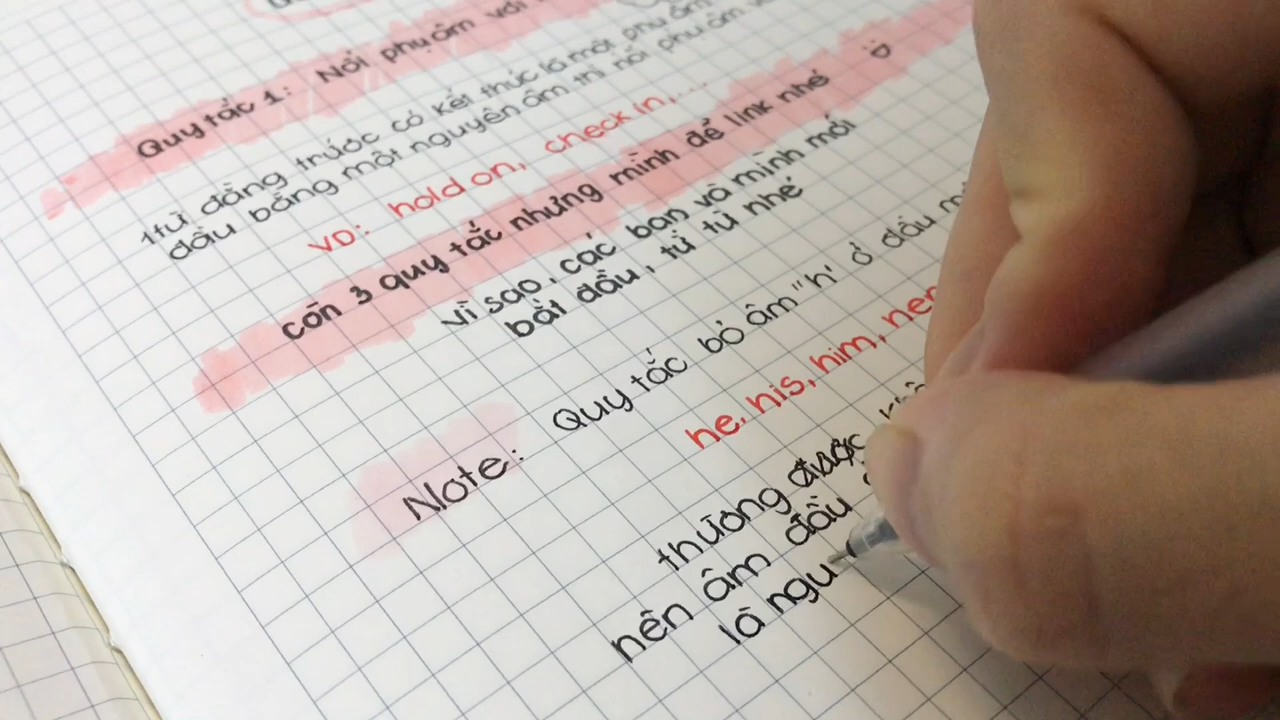 Quy tắc 1: Nối phụ âm với
1từ đằng trước có kết thúc là một phụ âm
đầu bằng một nguyên âm thì nối phụ âm
VD: hold on, check in,...
còn 3 quy tắc nhưng mình để link nhé
Vì sao, các bạn và mình mới
bắt đầu, từ từ nhé
Note: Quy tắc bỏ âm "h" ở đầu
he, his, him,
thường được
nên âm đầu
là ngu